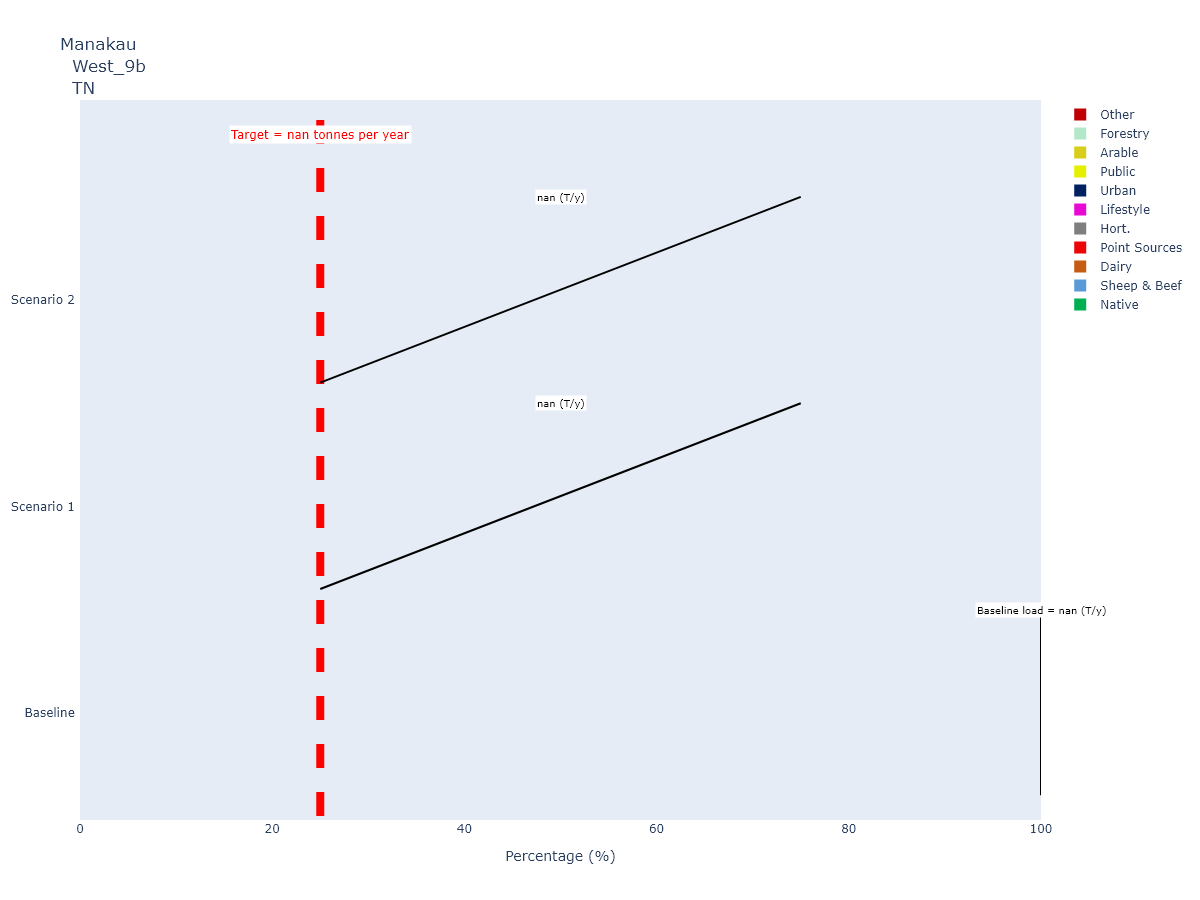 Manakau
West_9b
TN
Target = nan tonnes per year
nan (T/y)
Scenario 2
nan (T/y)
Scenario 1
Baseline load = nan (T/y)
Baseline
0 20 40 60 80 100
Percentage (%)
Other
Forestry
Arable
Public
Urban
Lifestyle
Hort.
Point Sources
Dairy
Sheep & Beef
Native